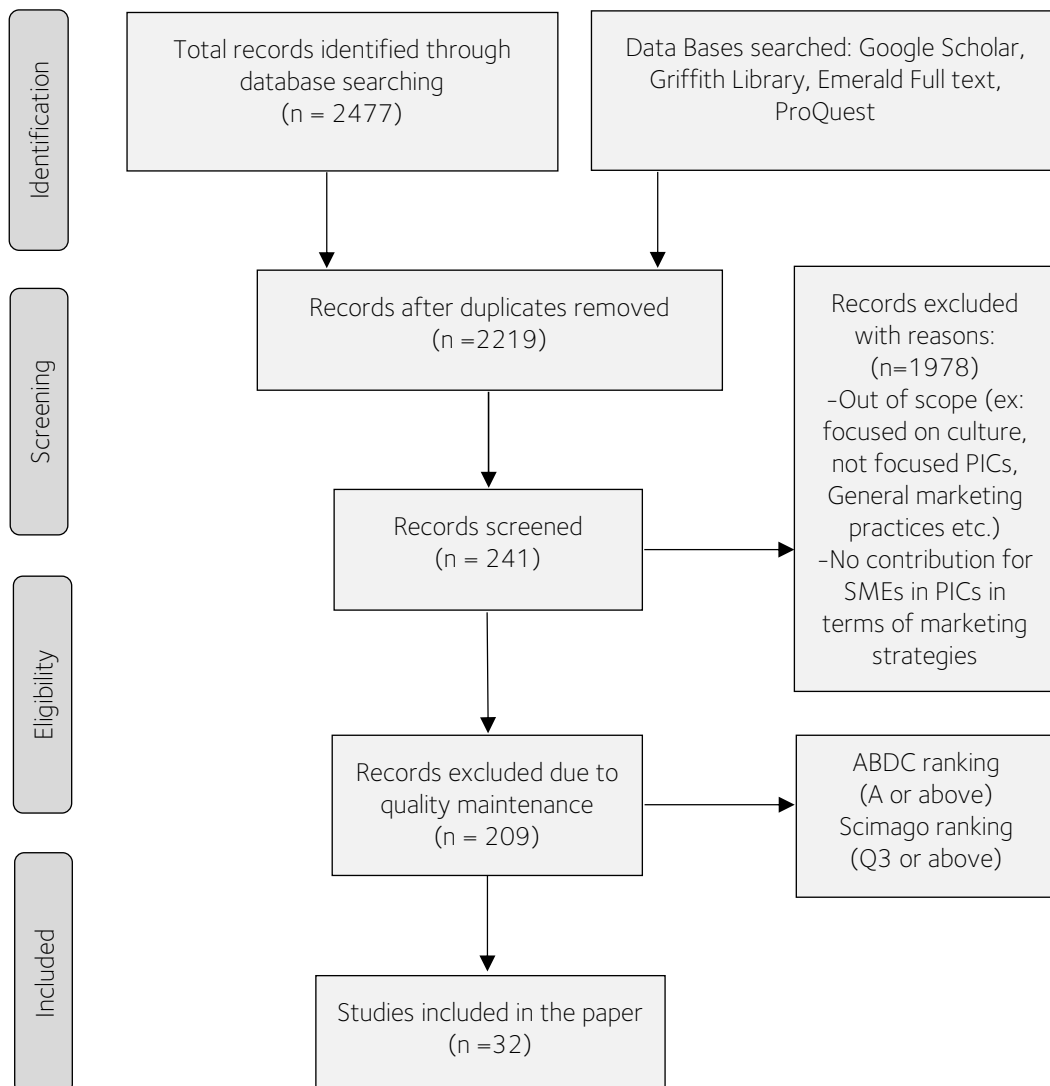 Identification
Total records identified through
database searching
(n = 2477)
Data Bases searched: Google Scholar,
Griffith Library, Emerald Full text,
ProQuest
Screening
Records after duplicates removed
(n =2219)
Records excluded
with reasons:
(n=1978)
-Out of scope (ex:
focused on culture,
not focused PICs,
General marketing
practices etc.)
-No contribution for
SMEs in PICs in
terms of marketing
strategies
Records screened
(n = 241)
Eligibility
Records excluded due to
quality maintenance
(n = 209)
ABDC ranking
(A or above)
Scimago ranking
(Q3 or above)
Included
Studies included in the paper
(n =32)